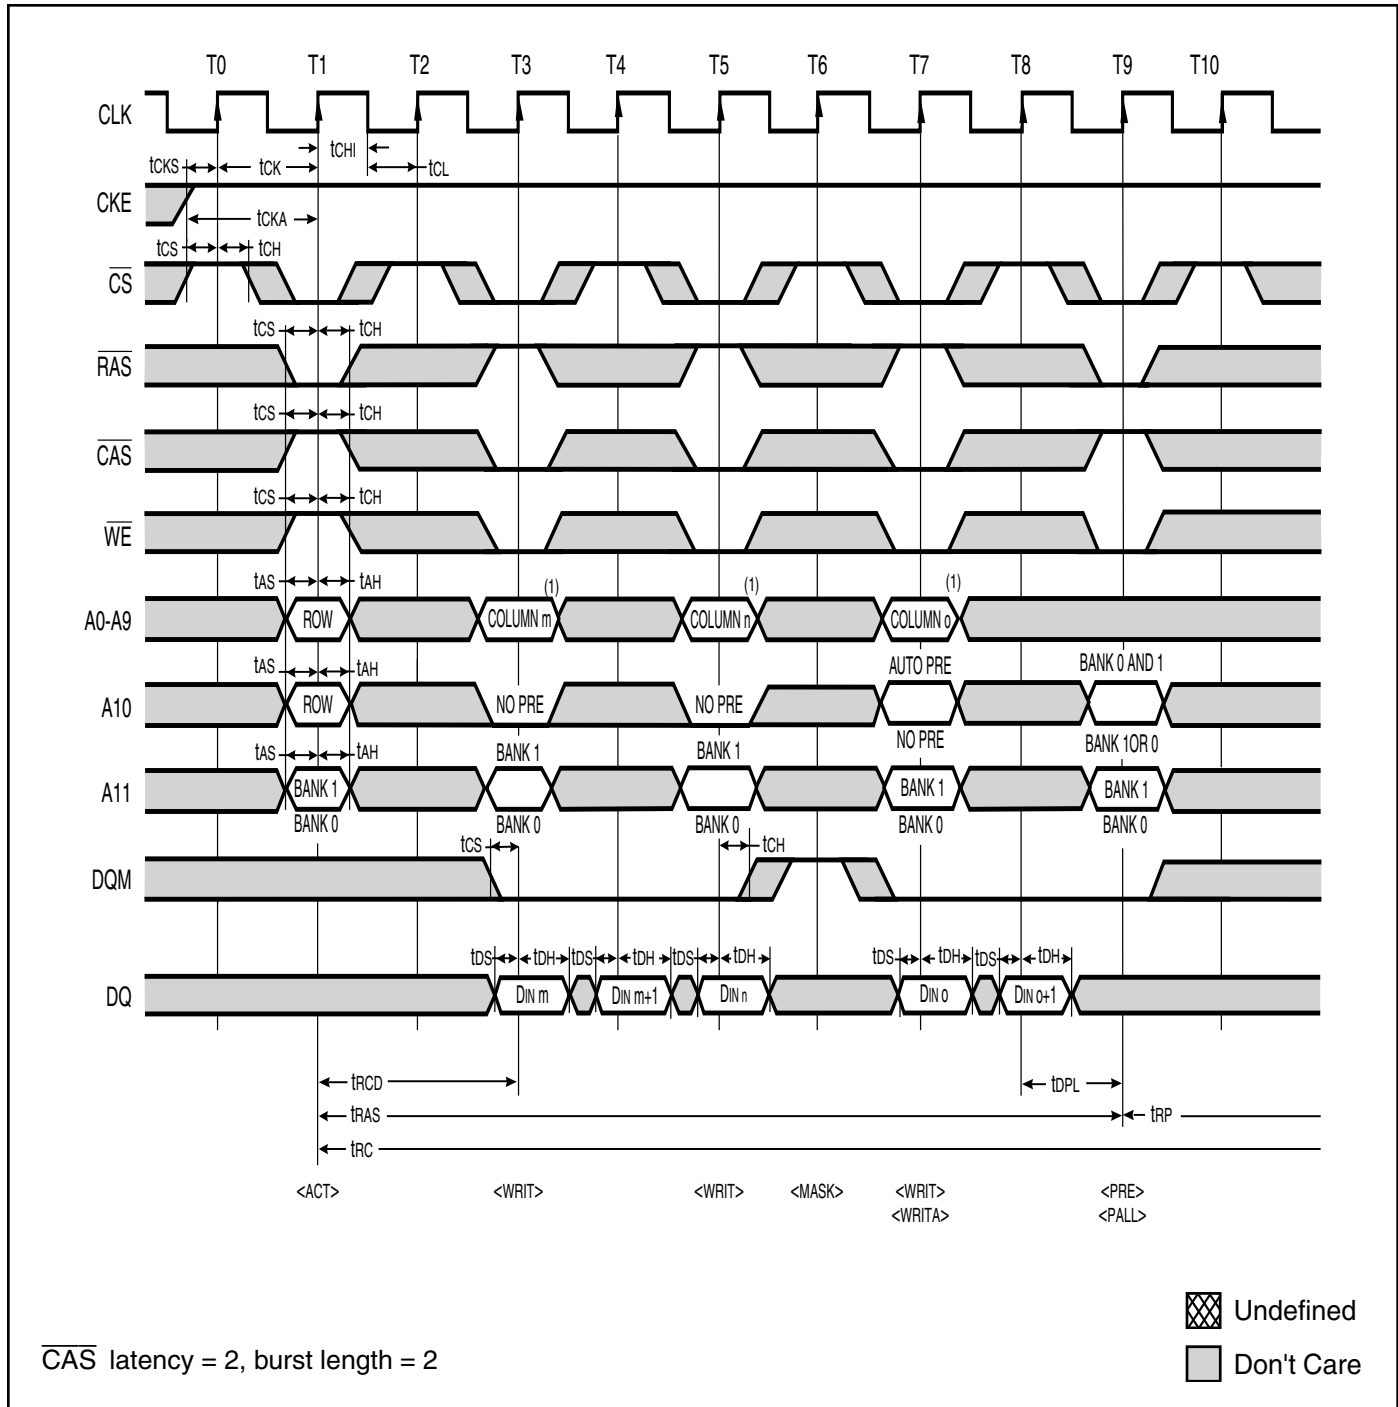 T0 T1 T2 T3 T4 T5 T6 T7 T8 T9 T10
CLK
tCHI
tCKS tCK tCL
CKE
tCKA
tCS tCH
CS
tCS tCH
RAS
tCS tCH
CAS
tCS tCH
WE
tAS tAH (1) (1) (1)
A0-A9 ROW COLUMN m COLUMN n COLUMN o
tAS tAH AUTO PRE BANK 0 AND 1
A10 ROW NO PRE NO PRE
NO PRE BANK 1OR 0
tAS tAH BANK 1 BANK 1
A11 BANK 1 BANK 1 BANK 1
BANK 0 BANK 0 BANK 0 BANK 0 BANK 0
tCS tCH
DQM
tDS tDH tDS tDH tDS tDH tDS tDH tDS tDH
DQ DIN m DIN m+1 DIN n DIN o DIN o+1
tRCD tDPL
tRAS tRP
tRC
<ACT> <WRIT> <WRIT> <MASK> <WRIT> <PRE>
<WRITA> <PALL>
Undefined
CAS latency = 2, burst length = 2
Don't Care